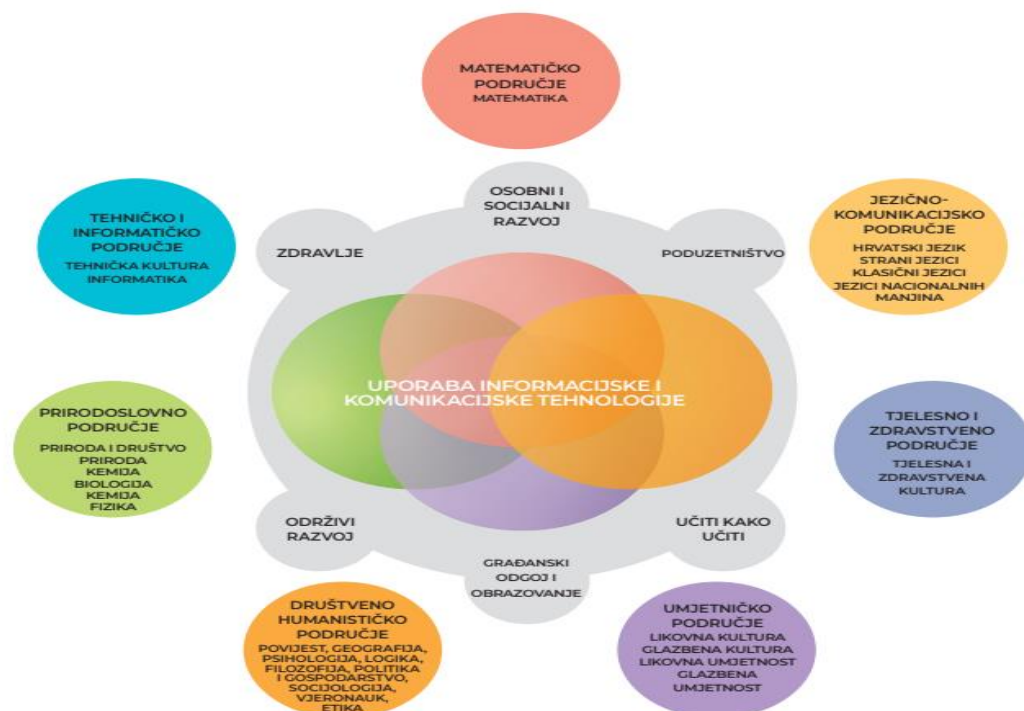 MATEMATIČKO
PODRUČJE
MATEMATIKA
OSOBNI I
SOCIJALNI
RAZVOJ
TEHNIČKO I
INFORMATIČKO
PODRUČJE
TEHNIČKA KULTURA
INFORMATIKA
ZDRAVLJE
PODUZETNIŠTVO
JEZIČNO-
KOMUNIKACIJSKO
PODRUČJE
HRVATSKI JEZIK
STRANI JEZICI
KLASIČNI JEZICI
JEZICI NACIONALNIH
MANJINA
UPORABA INFORMACIJSKE I
KOMUNIKACIJSKE TEHNOLOGIJE
PRIRODOSLOVNO
PODRUČJE
PRIRODA I DRUŠTVO
PRIRODA
KEMIJA
BIOLOGIJA
KEMIJA
FIZIKA
TJELESNO I
ZDRAVSTVENO
PODRUČJE
TJELESNA I
ZDRAVSTVENA
KULTURA
ODRŽIVI
RAZVOJ
GRAĐANSKI
ODGOJ I
OBRAZOVANJE
UČITI KAKO
UČITI
DRUŠTVENO
HUMANISTIČKO
PODRUČJE
POVIJEST, GEOGRAFIJA,
PSIHOLOGIJA, LOGIKA,
FILOZOFIJA, POLITIKA
I GOSPODARSTVO,
SOCIJOLOGIJA,
VJERONAUK,
ETIKA
UMJETNIČKO
PODRUČJE
LIKOVNA KULTURA
GLAZBENA KULTURA
LIKOVNA UMJETNOST
GLAZBENA
UMJETNOST